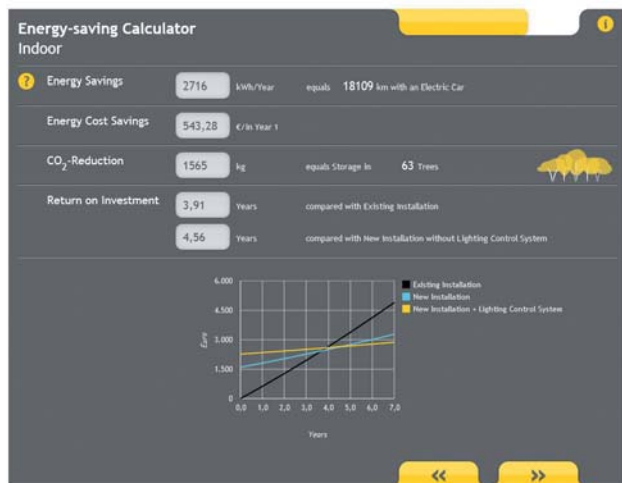 Energy-saving Calculator
Indoor
i
? Energy Savings 2716 kWh/Year equals 18109 km with an Electric Car
Energy Cost Savings 543,28 €/in Year 1
CO2-Reduction 1565 kg equals Storage in 63 Trees
Return on Investment 3,91 Years compared with Existing Installation
4,56 Years compared with New Installation without Lighting Control System
6.000
4.500
3.000
1.500
0
Euro
Existing Installation
New Installation
New Installation + Lighting Control System
0,0 1,0 2,0 3,0 4,0 5,0 6,0 7,0
Years
« »